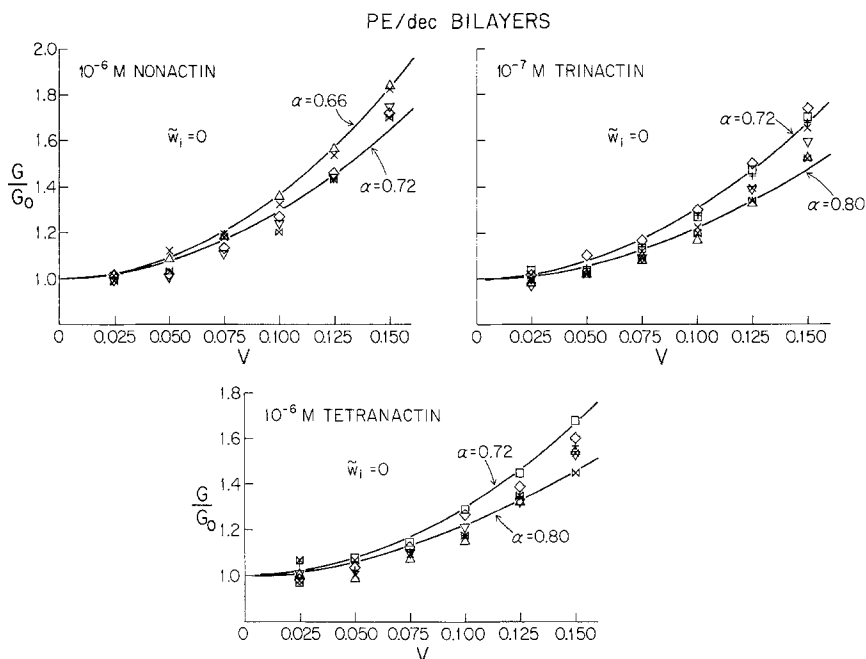 PE/dec BILAYERS
10⁻⁶ M NONACTIN
w̃ᵢ=0
α=0.66
α=0.72
G/G₀
2.0
1.8
1.6
1.4
1.2
1.0
0 0.025 0.050 0.075 0.100 0.125 0.150
V
10⁻⁷ M TRINACTIN
w̃ᵢ=0
α=0.72
α=0.80
0 0.025 0.050 0.075 0.100 0.125 0.150
V
10⁻⁶ M TETRANACTIN
w̃ᵢ=0
α=0.72
α=0.80
G/G₀
1.8
1.6
1.4
1.2
1.0
0 0.025 0.050 0.075 0.100 0.125 0.150
V